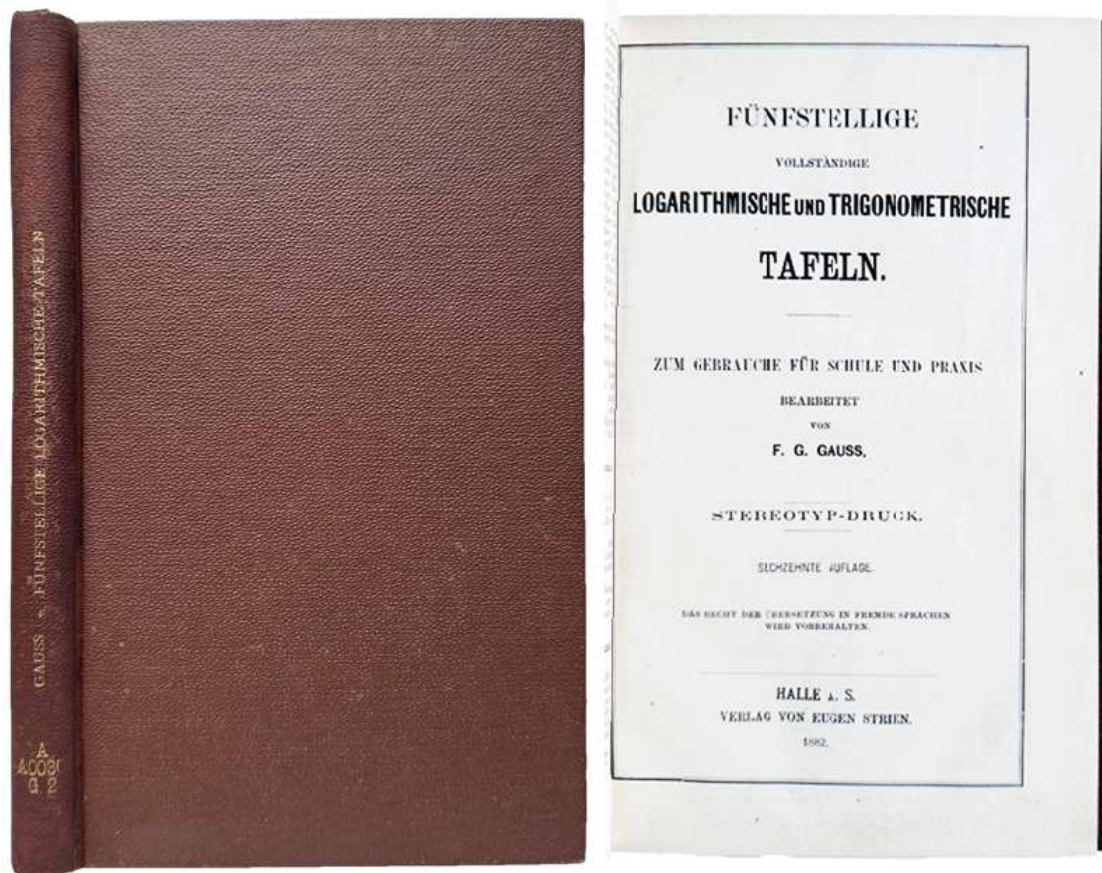 GAUSS - FÜNFSTELLIGE LOGARITHMISCHE TAFELN
A
G 2
FÜNFSTELLIGE
VOLLSTÄNDIGE
LOGARITHMISCHE UND TRIGONOMETRISCHE
TAFELN.
ZUM GEBRAUCHE FÜR SCHULE UND PRAXIS
BEARBEITET
VON
F. G. GAUSS.
STEREOTYP-DRUCK.
SECHZEHNTE AUFLAGE.
DAS RECHT DER ÜBERSETZUNG IN FREMDE SPRACHEN
WIRD VORBEHALTEN.
HALLE A. S.
VERLAG VON EUGEN STRIEN.
1882.